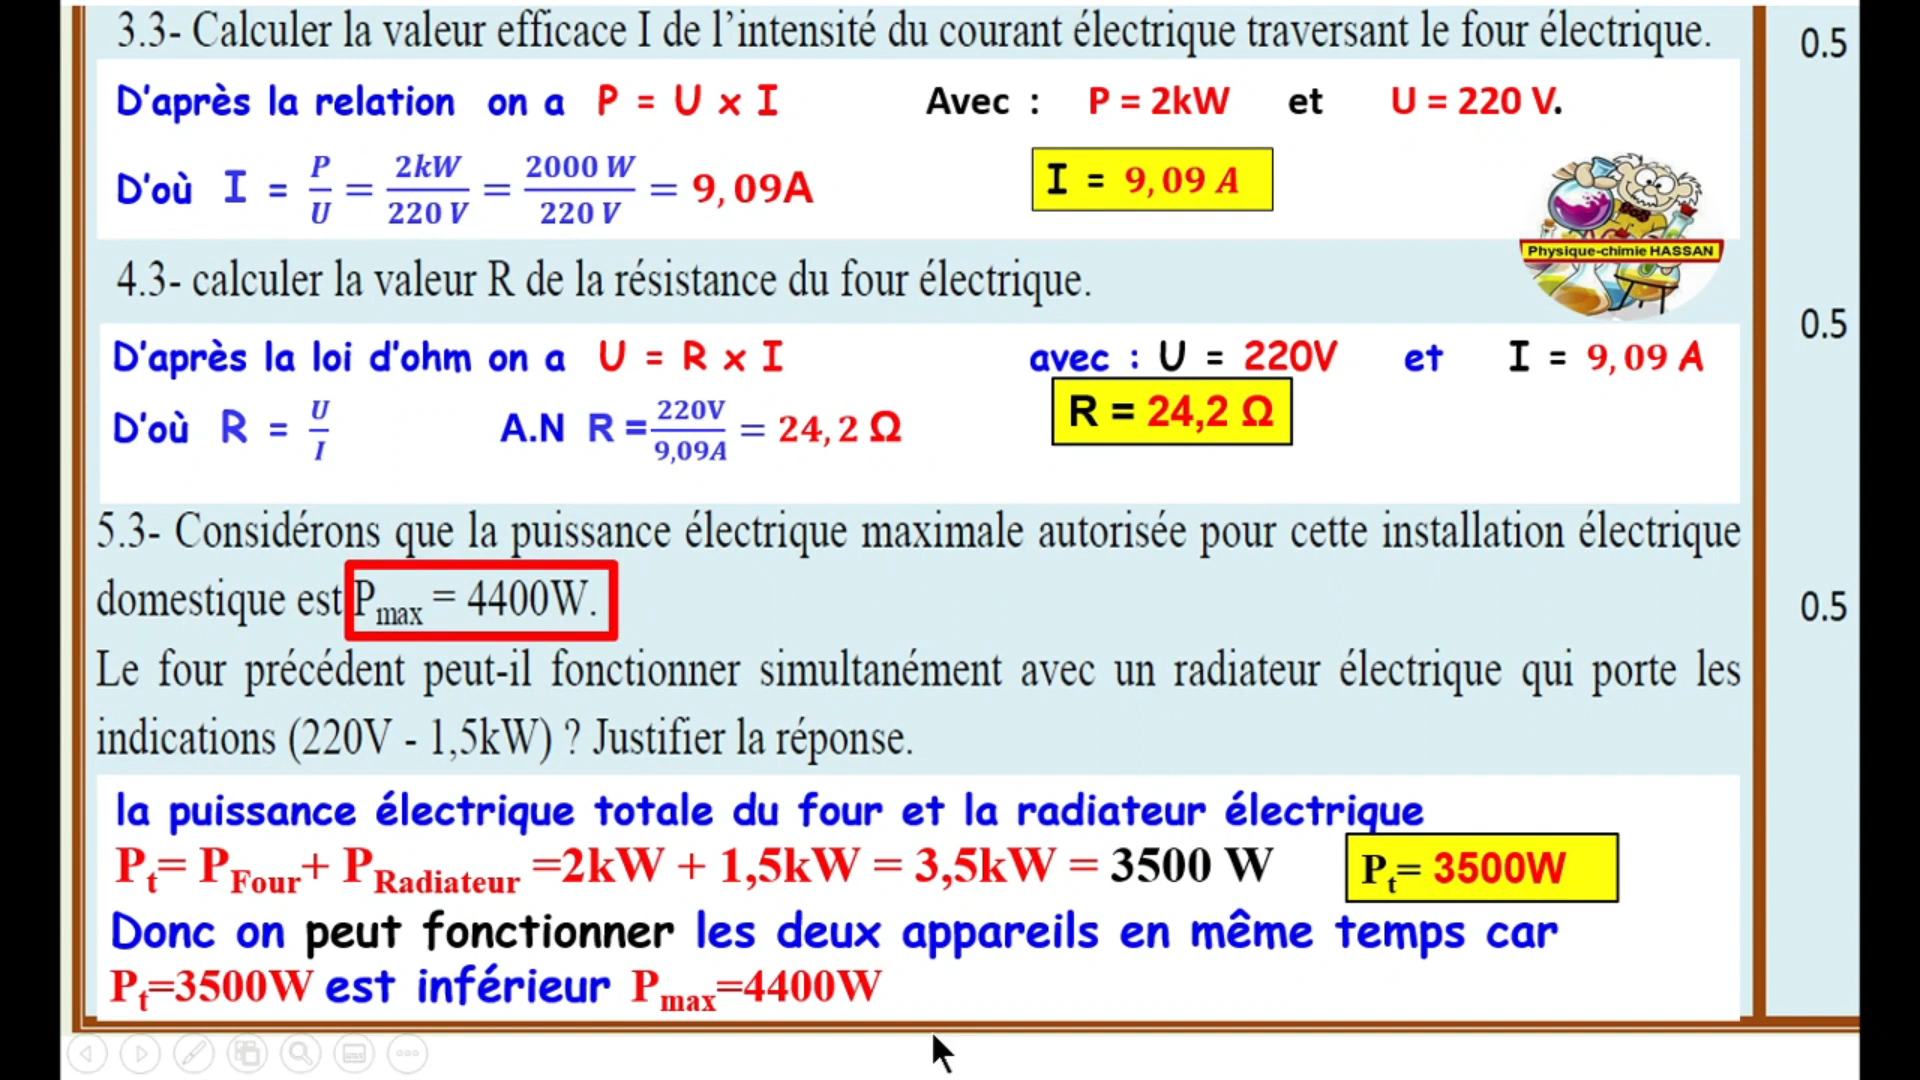 3.3- Calculer la valeur efficace I de l’intensité du courant électrique traversant le four électrique.
0.5
D’après la relation on a P = U x I Avec : P = 2kW et U = 220 V.
D’où I = P/U = 2kW/220 V = 2000 W/220 V = 9,09A
I = 9,09 A
Physique-chimie HASSAN
4.3- calculer la valeur R de la résistance du four électrique.
0.5
D’après la loi d’ohm on a U = R x I avec : U = 220V et I = 9,09 A
D’où R = U/I A.N R = 220V/9,09A = 24,2 Ω
R = 24,2 Ω
5.3- Considérons que la puissance électrique maximale autorisée pour cette installation électrique
domestique est Pmax = 4400W.
0.5
Le four précédent peut-il fonctionner simultanément avec un radiateur électrique qui porte les
indications (220V - 1,5kW) ? Justifier la réponse.
la puissance électrique totale du four et la radiateur électrique
Pt= PFour+ PRadiateur =2kW + 1,5kW = 3,5kW = 3500 W
Pt= 3500W
Donc on peut fonctionner les deux appareils en même temps car
Pt=3500W est inférieur Pmax=4400W